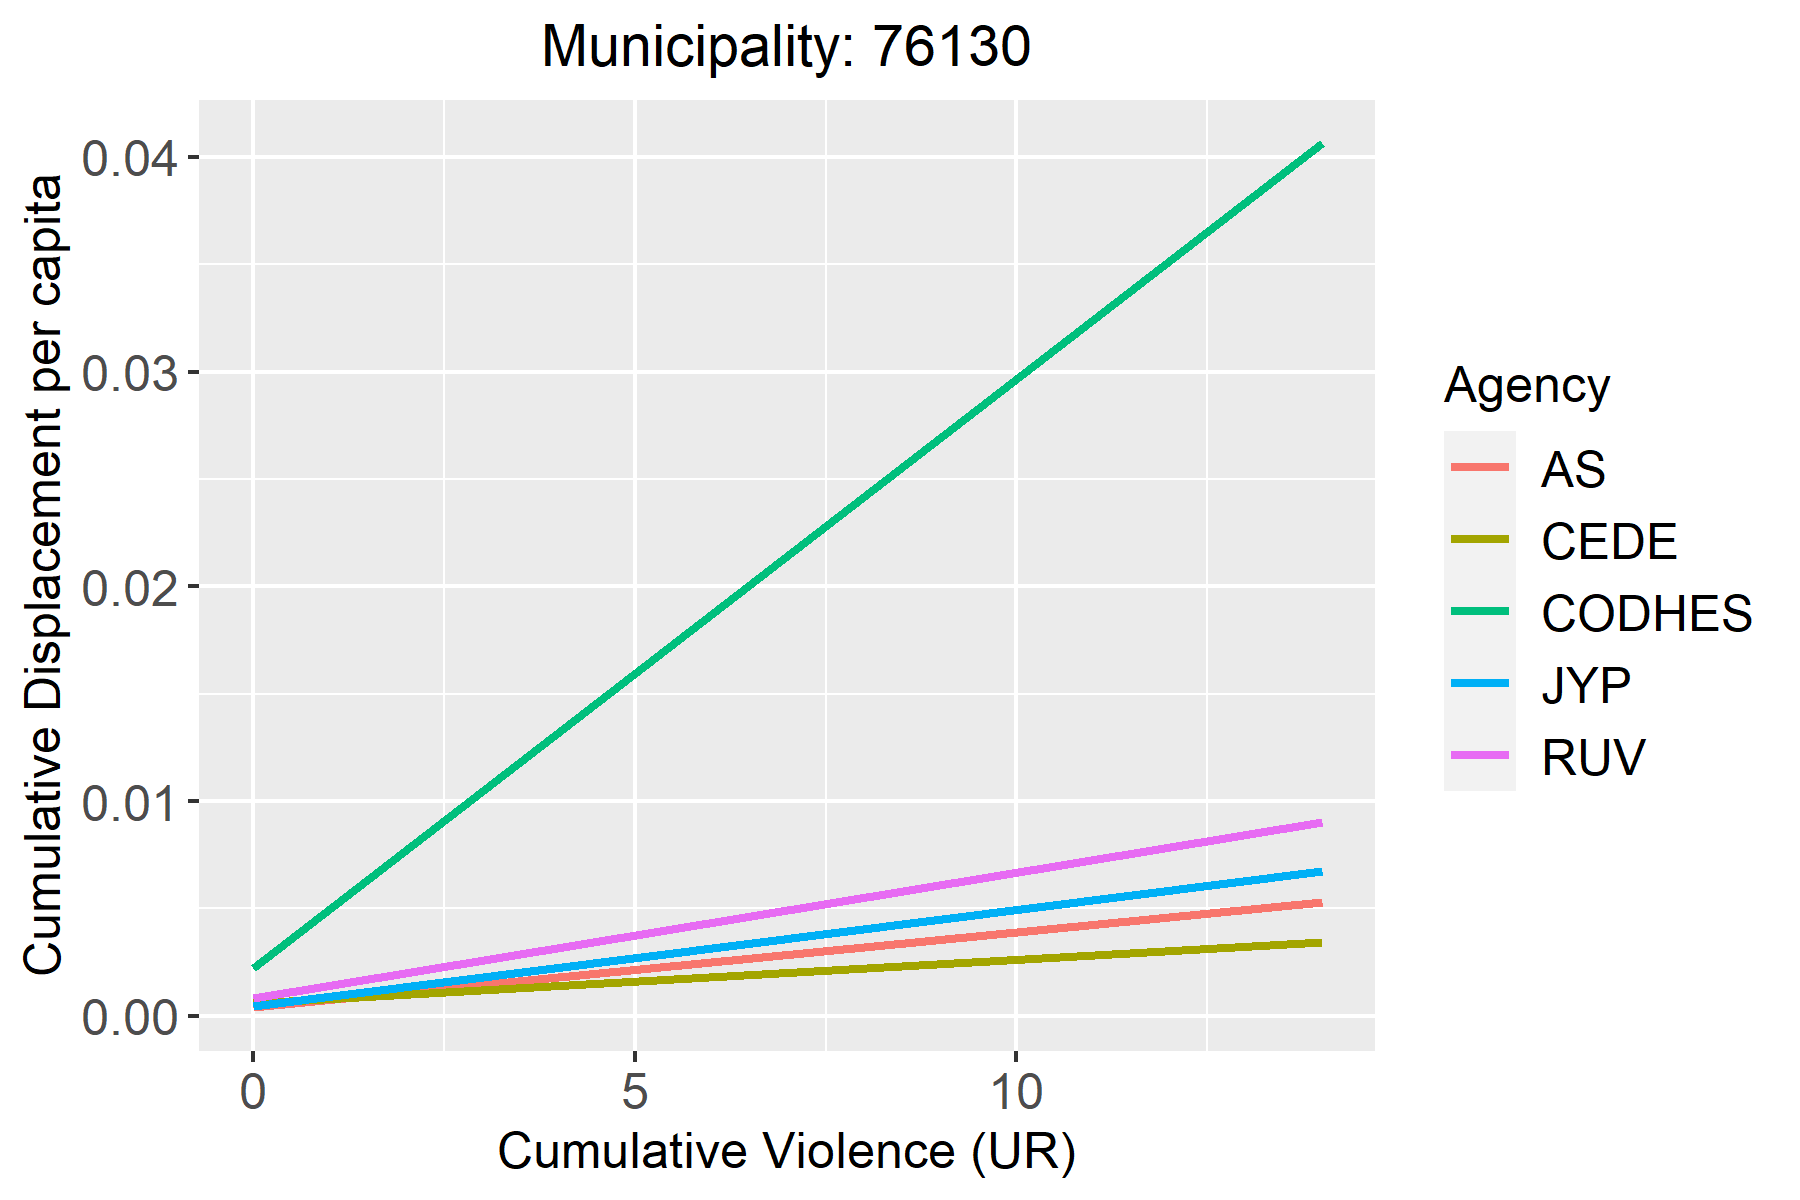 Municipality: 76130
Cumulative Displacement per capita
0.04
0.03
0.02
0.01
0.00
0
5
10
Cumulative Violence (UR)
Agency
AS
CEDE
CODHES
JYP
RUV